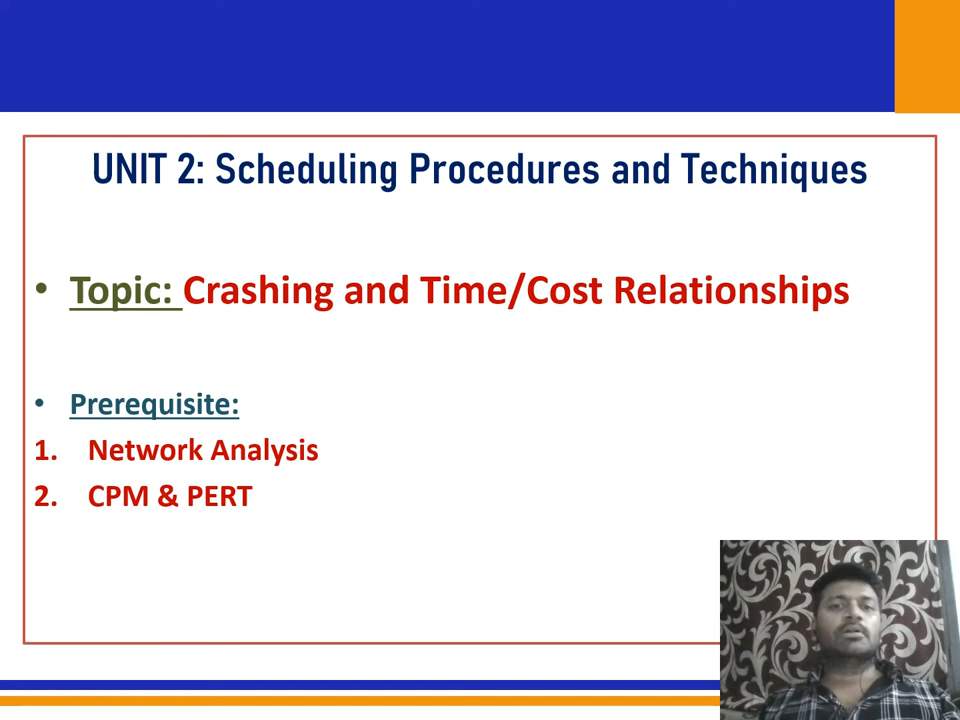 UNIT 2: Scheduling Procedures and Techniques
• Topic: Crashing and Time/Cost Relationships
• Prerequisite:
1. Network Analysis
2. CPM & PERT